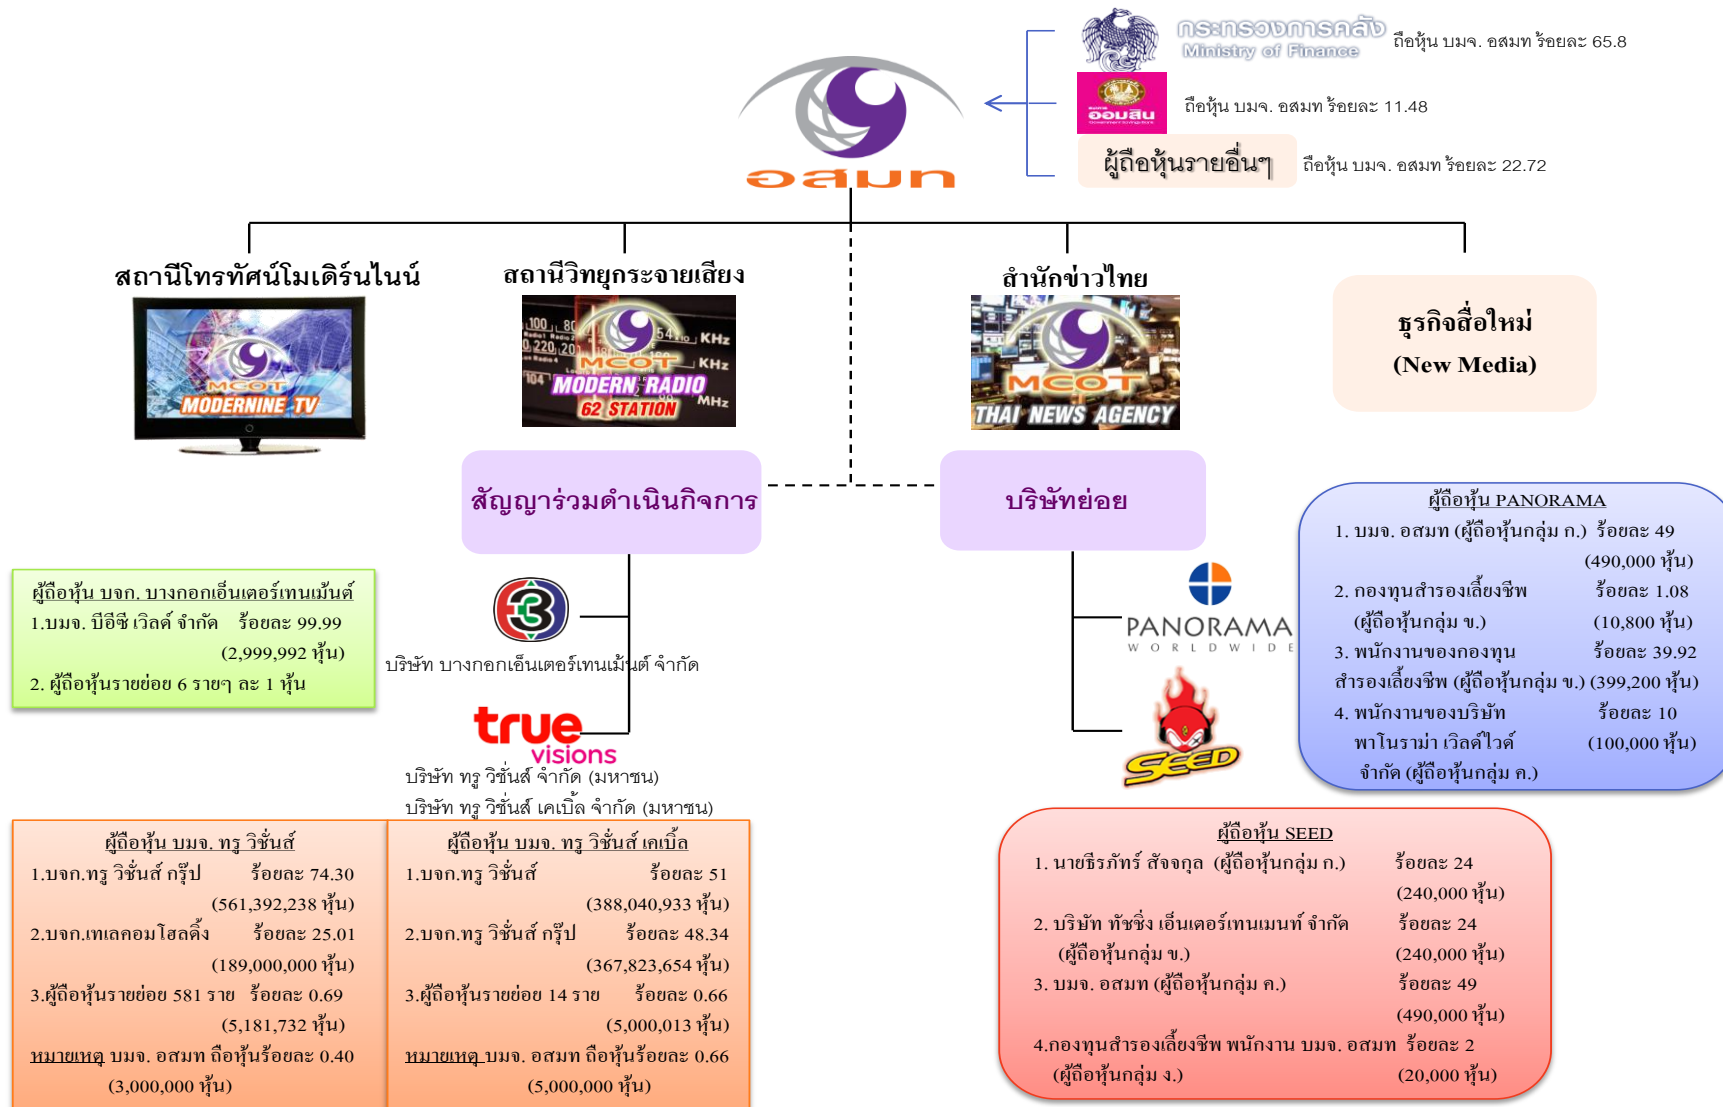 กระทรวงการคลัง
Ministry of Finance
ถือหุ้น บมจ. อสมท ร้อยละ 65.8
ออมสิน
ถือหุ้น บมจ. อสมท ร้อยละ 11.48
ผู้ถือหุ้นรายอื่นๆ
ถือหุ้น บมจ. อสมท ร้อยละ 22.72
อสมท
สถานีโทรทัศน์โมเดิร์นไนน์
MCOT
MODERNINE TV
สถานีวิทยุกระจายเสียง
KHz
KHz
MHz
MCOT
MODERN RADIO
62 STATION
สำนักข่าวไทย
MCOT
THAI NEWS AGENCY
ธุรกิจสื่อใหม่
(New Media)
สัญญาร่วมดำเนินกิจการ
บริษัทย่อย
ผู้ถือหุ้น บจก. บางกอกเอ็นเตอร์เทนเม้นต์
1.บมจ. บีอีซี เวิลด์ จำกัด ร้อยละ 99.99
(2,999,992 หุ้น)
2. ผู้ถือหุ้นรายย่อย 6 รายๆ ละ 1 หุ้น
3
บริษัท บางกอกเอ็นเตอร์เทนเม้นต์ จำกัด
true
visions
บริษัท ทรู วิชั่นส์ จำกัด (มหาชน)
บริษัท ทรู วิชั่นส์ เคเบิ้ล จำกัด (มหาชน)
PANORAMA
WORLDWIDE
SEED
ผู้ถือหุ้น PANORAMA
1. บมจ. อสมท (ผู้ถือหุ้นกลุ่ม ก.) ร้อยละ 49
(490,000 หุ้น)
2. กองทุนสำรองเลี้ยงชีพ ร้อยละ 1.08
(ผู้ถือหุ้นกลุ่ม ข.) (10,800 หุ้น)
3. พนักงานของกองทุน ร้อยละ 39.92
สำรองเลี้ยงชีพ (ผู้ถือหุ้นกลุ่ม ข.) (399,200 หุ้น)
4. พนักงานของบริษัท ร้อยละ 10
พาโนราม่า เวิลด์ไวด์ (100,000 หุ้น)
จำกัด (ผู้ถือหุ้นกลุ่ม ค.)
ผู้ถือหุ้น บมจ. ทรู วิชั่นส์
1.บจก.ทรู วิชั่นส์ กรุ๊ป ร้อยละ 74.30
(561,392,238 หุ้น)
2.บจก.เทเลคอมโฮลดิ้ง ร้อยละ 25.01
(189,000,000 หุ้น)
3.ผู้ถือหุ้นรายย่อย 581 ราย ร้อยละ 0.69
(5,181,732 หุ้น)
หมายเหตุ บมจ. อสมท ถือหุ้นร้อยละ 0.40
(3,000,000 หุ้น)
ผู้ถือหุ้น บมจ. ทรู วิชั่นส์ เคเบิ้ล
1.บจก.ทรู วิชั่นส์ ร้อยละ 51
(388,040,933 หุ้น)
2.บจก.ทรู วิชั่นส์ กรุ๊ป ร้อยละ 48.34
(367,823,654 หุ้น)
3.ผู้ถือหุ้นรายย่อย 14 ราย ร้อยละ 0.66
(5,000,013 หุ้น)
หมายเหตุ บมจ. อสมท ถือหุ้นร้อยละ 0.66
(5,000,000 หุ้น)
ผู้ถือหุ้น SEED
1. นายธีรภัทร์ สัจจกุล (ผู้ถือหุ้นกลุ่ม ก.) ร้อยละ 24
(240,000 หุ้น)
2. บริษัท ทัชชิ่ง เอ็นเตอร์เทนเมนท์ จำกัด ร้อยละ 24
(ผู้ถือหุ้นกลุ่ม ข.) (240,000 หุ้น)
3. บมจ. อสมท (ผู้ถือหุ้นกลุ่ม ค.) ร้อยละ 49
(490,000 หุ้น)
4.กองทุนสำรองเลี้ยงชีพ พนักงาน บมจ. อสมท ร้อยละ 2
(ผู้ถือหุ้นกลุ่ม ง.) (20,000 หุ้น)